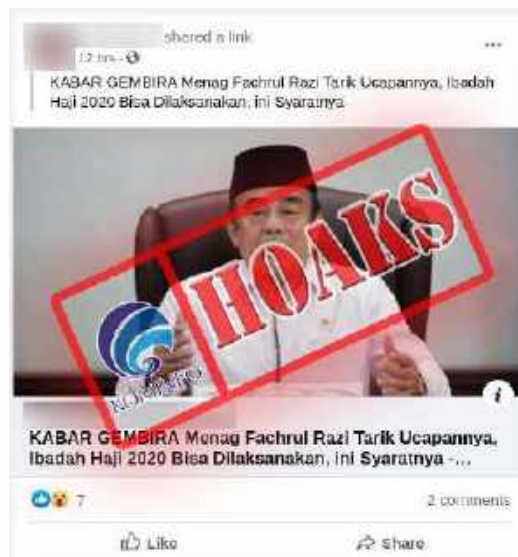 shared a link
12 hrs ·
KABAR GEMBIRA Menag Fachrul Razi Tarik Ucapannya, Ibadah
Haji 2020 Bisa Dilaksanakan, ini Syaratnya
HOAKS
KOMINFO
i
KABAR GEMBIRA Menag Fachrul Razi Tarik Ucapannya,
Ibadah Haji 2020 Bisa Dilaksanakan, ini Syaratnya -...
7
2 comments
Like
Share